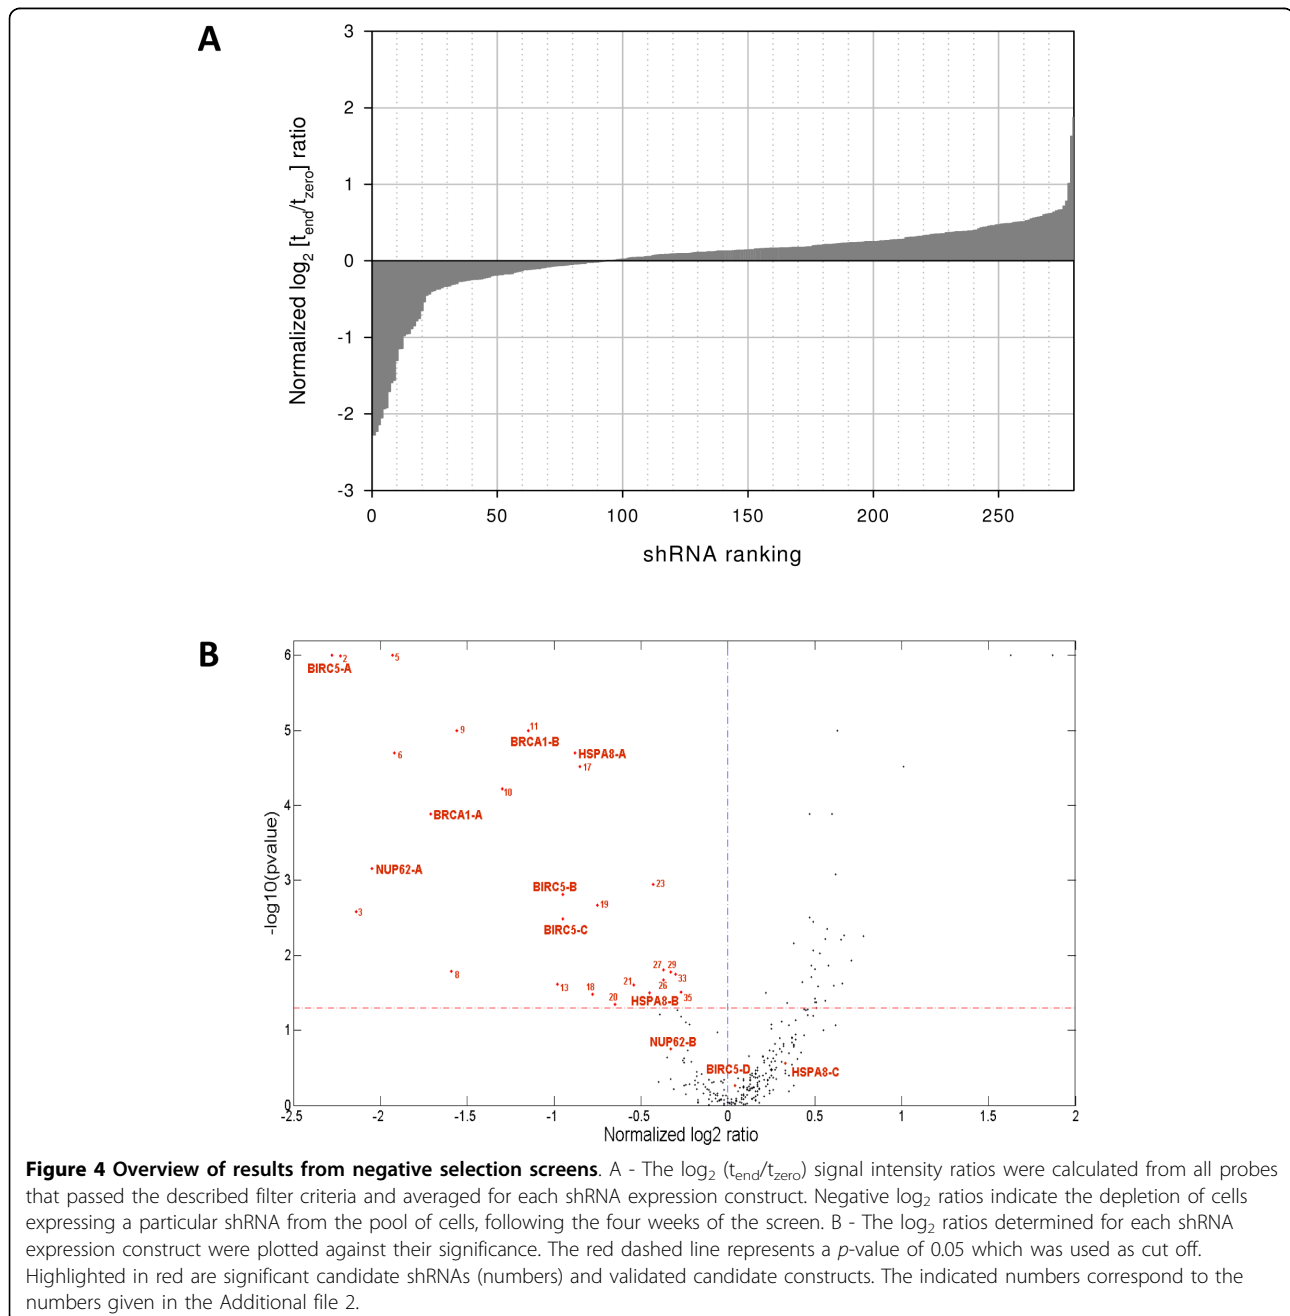 A
3
2
1
0
-1
-2
-3
Normalized log2 [tend/tzero] ratio
0 50 100 150 200 250
shRNA ranking
B
6
5
4
3
2
1
0
-log10(pvalue)
2
5
BIRC5-A
9
11
BRCA1-B
6
HSPA8-A
17
10
BRCA1-A
NUP62-A
BIRC5-B
23
19
3
BIRC5-C
8
27 29
33
13
18
21
26
20
HSPA8-B
35
NUP62-B
BIRC5-D
HSPA8-C
-2.5 -2 -1.5 -1 -0.5 0 0.5 1 1.5 2
Normalized log2 ratio
Figure 4 Overview of results from negative selection screens. A - The log2 (tend/tzero) signal intensity ratios were calculated from all probes
that passed the described filter criteria and averaged for each shRNA expression construct. Negative log2 ratios indicate the depletion of cells
expressing a particular shRNA from the pool of cells, following the four weeks of the screen. B - The log2 ratios determined for each shRNA
expression construct were plotted against their significance. The red dashed line represents a p-value of 0.05 which was used as cut off.
Highlighted in red are significant candidate shRNAs (numbers) and validated candidate constructs. The indicated numbers correspond to the
numbers given in the Additional file 2.